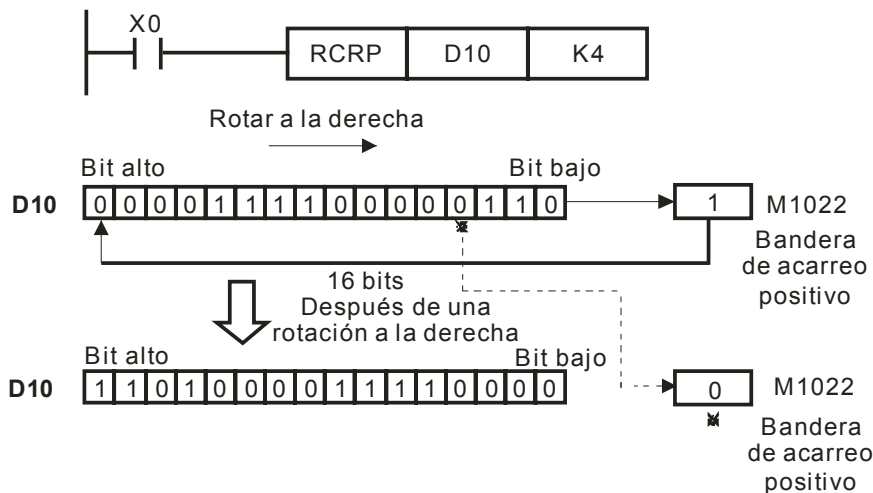 X0
RCRP D10 K4
Rotar a la derecha
Bit alto Bit bajo
D10 0 0 0 0 1 1 1 1 0 0 0 0 0 1 1 0 1 M1022
Bandera
de acarreo
positivo
16 bits
Después de una
rotación a la derecha
Bit alto Bit bajo
D10 1 1 0 1 0 0 0 0 1 1 1 1 0 0 0 0 0 M1022
Bandera
de acarreo
positivo